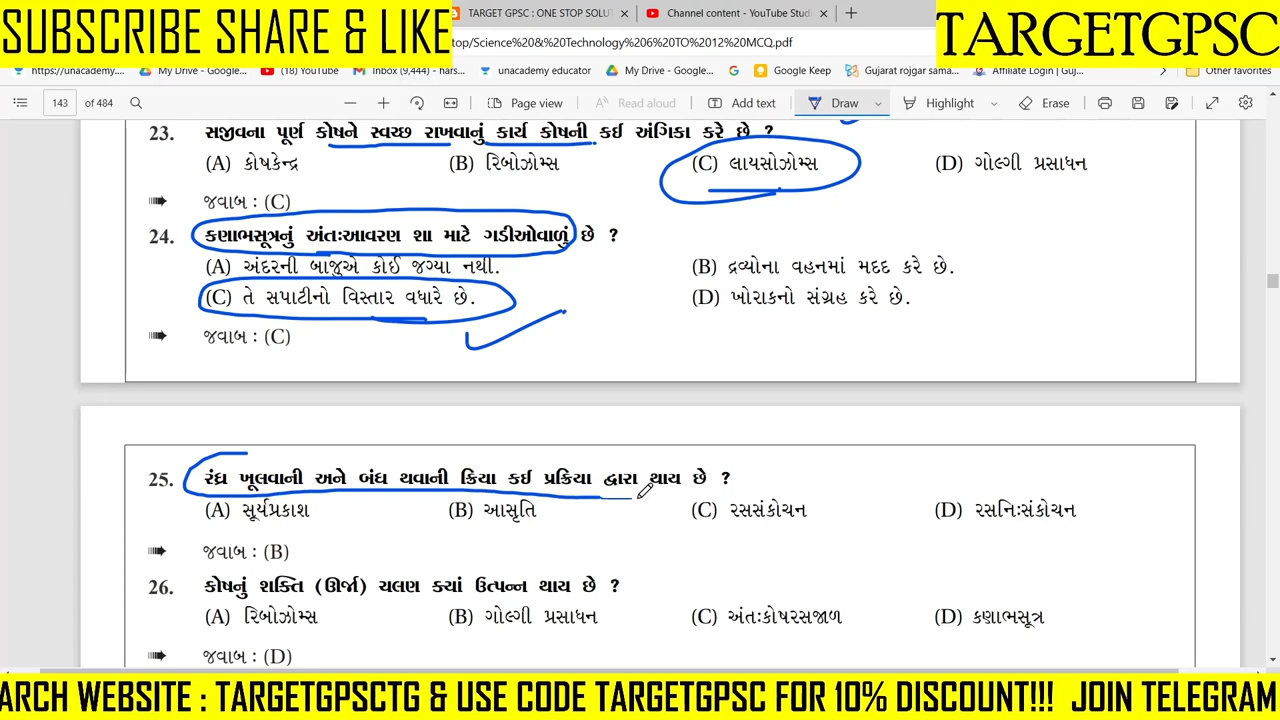 SUBSCRIBE SHARE & LIKE
TARGETGPSC
TARGET GPSC : ONE STOP SOLU
Channel content - YouTube Studi
top/Science%20&%20Technology%206%20TO%2012%20MCQ.pdf
https://unacademy...
My Drive - Google...
(18) YouTube
Inbox (9,444) - hars...
unacademy educator
My Drive - Googl...
Google Keep
Gujarat rojgar sama...
Affiliate Login | Guj...
Other favorites
143 of 484
Page view
Read aloud
Add text
Draw
Highlight
Erase
23. સજીવના પૂર્ણ કોષને સ્વચ્છ રાખવાનું કાર્ય કોષની કઈ અંગિકા કરે છે ?
(A) કોષકેન્દ્ર (B) રિબોઝોમ્સ (C) લાયસોઝોમ્સ (D) ગોલ્ગી પ્રસાધન
જવાબ : (C)
24. કણાભસૂત્રનું અંતઃઆવરણ શા માટે ગડીઓવાળું છે ?
(A) અંદરની બાજુએ કોઈ જગ્યા નથી. (B) દ્રવ્યોના વહનમાં મદદ કરે છે.
(C) તે સપાટીનો વિસ્તાર વધારે છે. (D) ખોરાકનો સંગ્રહ કરે છે.
જવાબ : (C)
25. રંધ્ર ખૂલવાની અને બંધ થવાની ક્રિયા કઈ પ્રક્રિયા દ્વારા થાય છે ?
(A) સૂર્યપ્રકાશ (B) આસૃતિ (C) રસસંકોચન (D) રસનિઃસંકોચન
જવાબ : (B)
26. કોષનું શક્તિ (ઊર્જા) ચલણ ક્યાં ઉત્પન્ન થાય છે ?
(A) રિબોઝોમ્સ (B) ગોલ્ગી પ્રસાધન (C) અંતઃકોષરસજાળ (D) કણાભસૂત્ર
જવાબ : (D)
ARCH WEBSITE : TARGETGPSCTG & USE CODE TARGETGPSC FOR 10% DISCOUNT!!! JOIN TELEGRAM